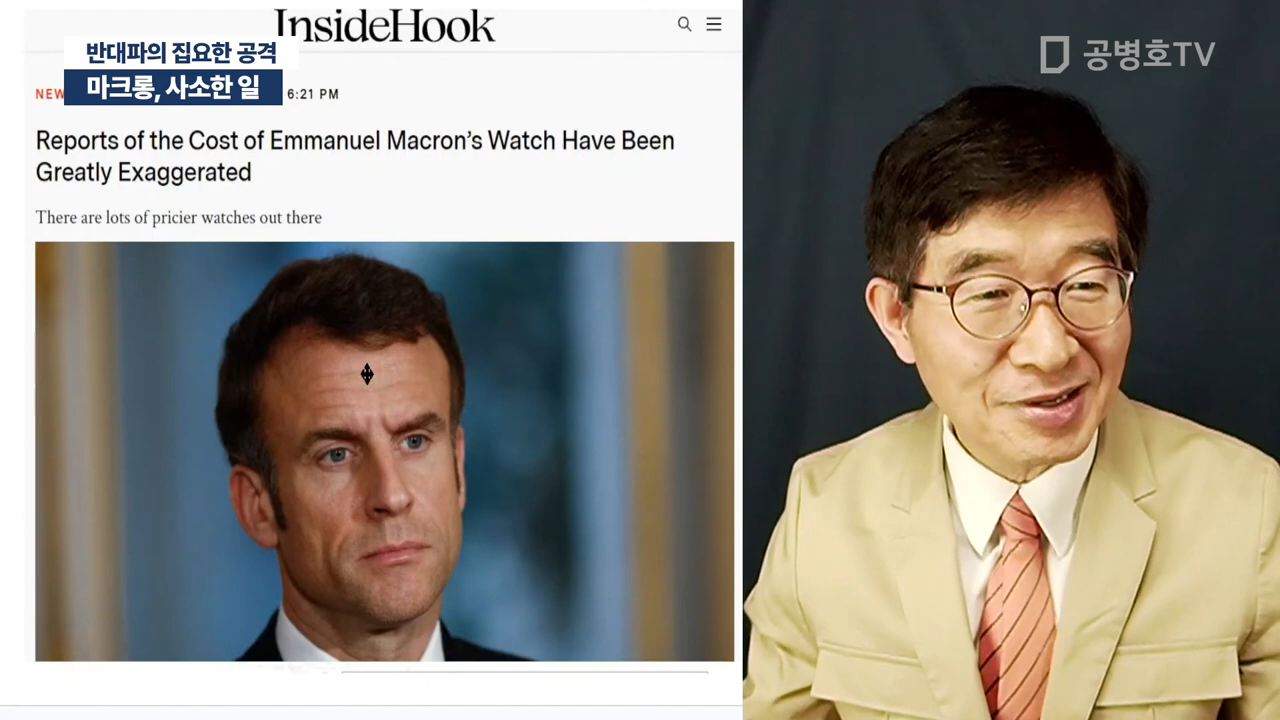 InsideHook
반대파의 집요한 공격
마크롱, 사소한 일
공병호TV
NEW
6:21 PM
Reports of the Cost of Emmanuel Macron's Watch Have Been
Greatly Exaggerated
There are lots of pricier watches out there